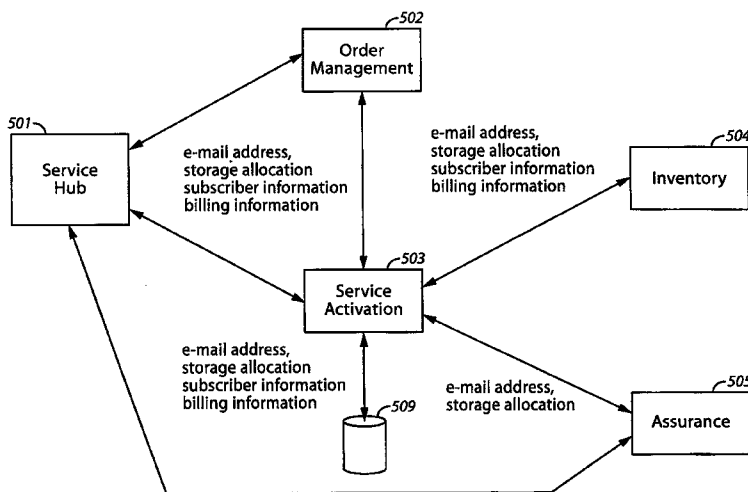 502
Order
Management
501
Service
Hub
e-mail address,
storage allocation
subscriber information
billing information
e-mail address,
storage allocation
subscriber information
billing information
504
Inventory
503
Service
Activation
e-mail address,
storage allocation
subscriber information
billing information
509
e-mail address,
storage allocation
505
Assurance